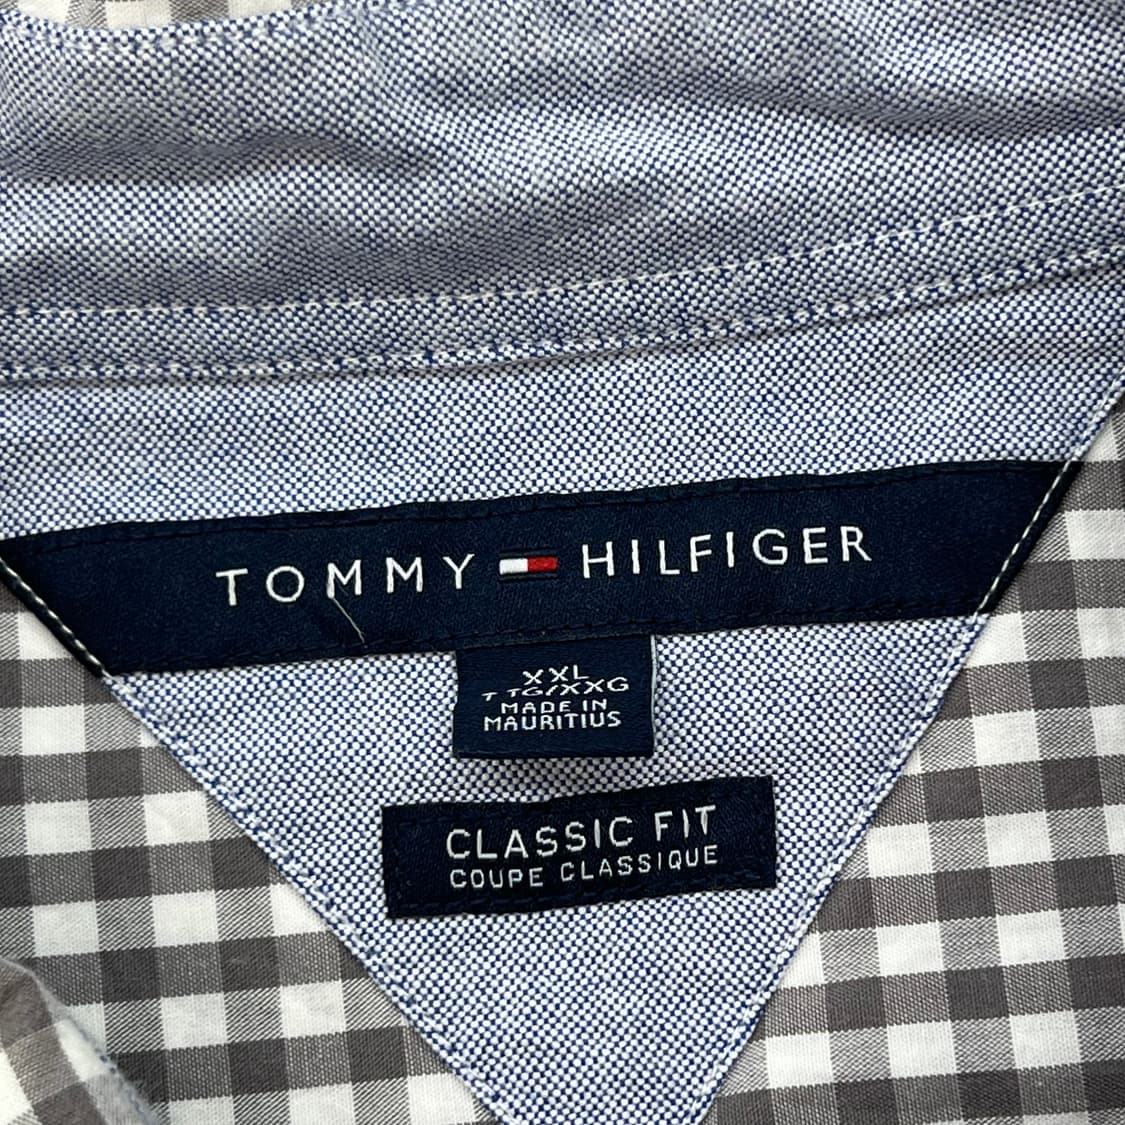 TOMMY HILFIGER
XXL
TTG/XXG
MADE IN
MAURITIUS
CLASSIC FIT
COUPE CLASSIQUE